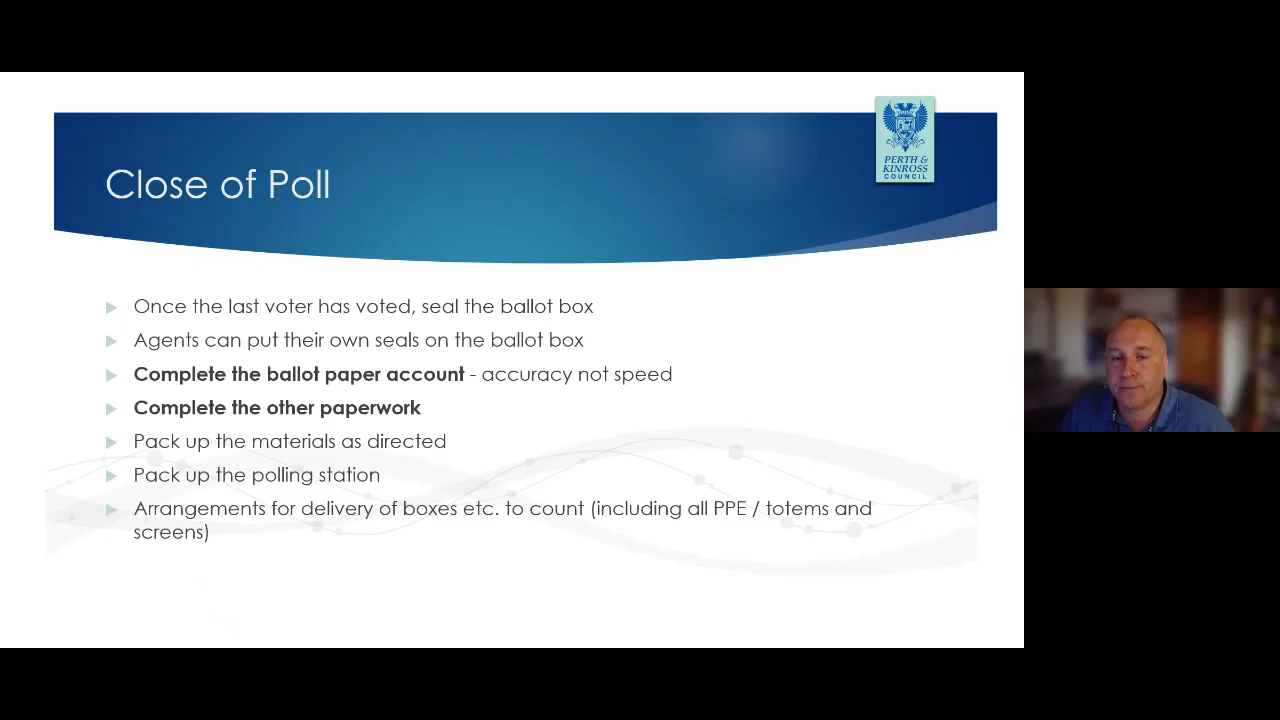 PERTH &
KINROSS
COUNCIL
Close of Poll
Once the last voter has voted, seal the ballot box
Agents can put their own seals on the ballot box
Complete the ballot paper account - accuracy not speed
Complete the other paperwork
Pack up the materials as directed
Pack up the polling station
Arrangements for delivery of boxes etc. to count (including all PPE / totems and
screens)